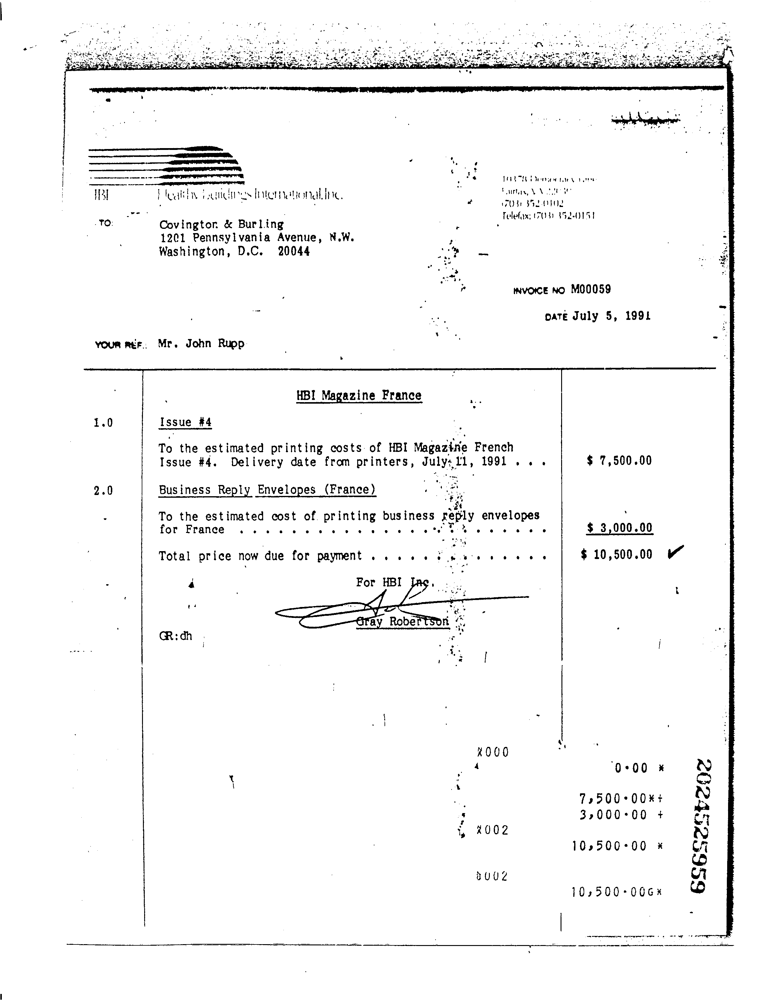 HBI Healthy Buildings International, Inc.
Fairfax, VA
(703) 352-0102
Telefax: (703) 352-0151
TO:
Covington & Burling
1201 Pennsylvania Avenue, N.W.
Washington, D.C. 20044
INVOICE NO M00059
DATE July 5, 1991
YOUR REF.. Mr. John Rupp
HBI Magazine France
1.0 Issue #4
To the estimated printing costs of HBI Magazine French
Issue #4. Delivery date from printers, July 11, 1991 . . . $ 7,500.00
2.0 Business Reply Envelopes (France)
To the estimated cost of printing business reply envelopes
for France . . . . . . . . . . . . . . . . . . . . . $ 3,000.00
Total price now due for payment . . . . . . . . . . . . $ 10,500.00
For HBI Inc.
Gray Robertson
GR:dh
%000
0.00 *
7,500.00*+
3,000.00 +
%002
10,500.00 *
002
10,500.00G*
2024525959